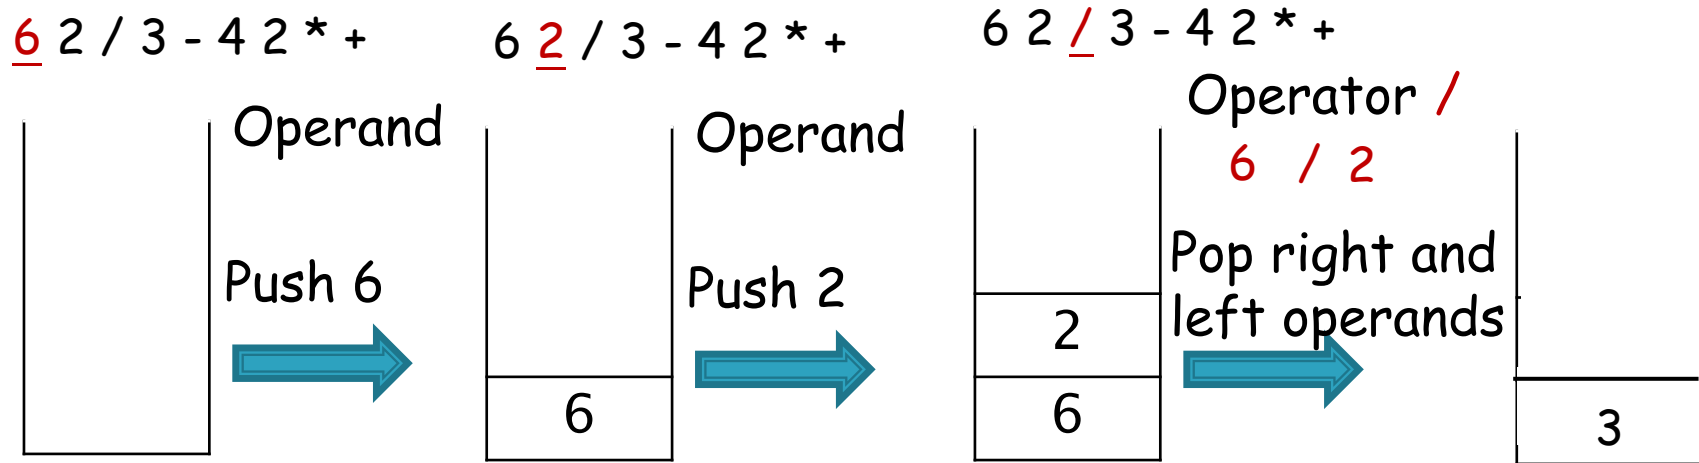 6 2 / 3 - 4 2 * +
Operand
Push 6
6 2 / 3 - 4 2 * +
Operand
Push 2
6
6 2 / 3 - 4 2 * +
Operator /
6 / 2
Pop right and
left operands
2
6
3